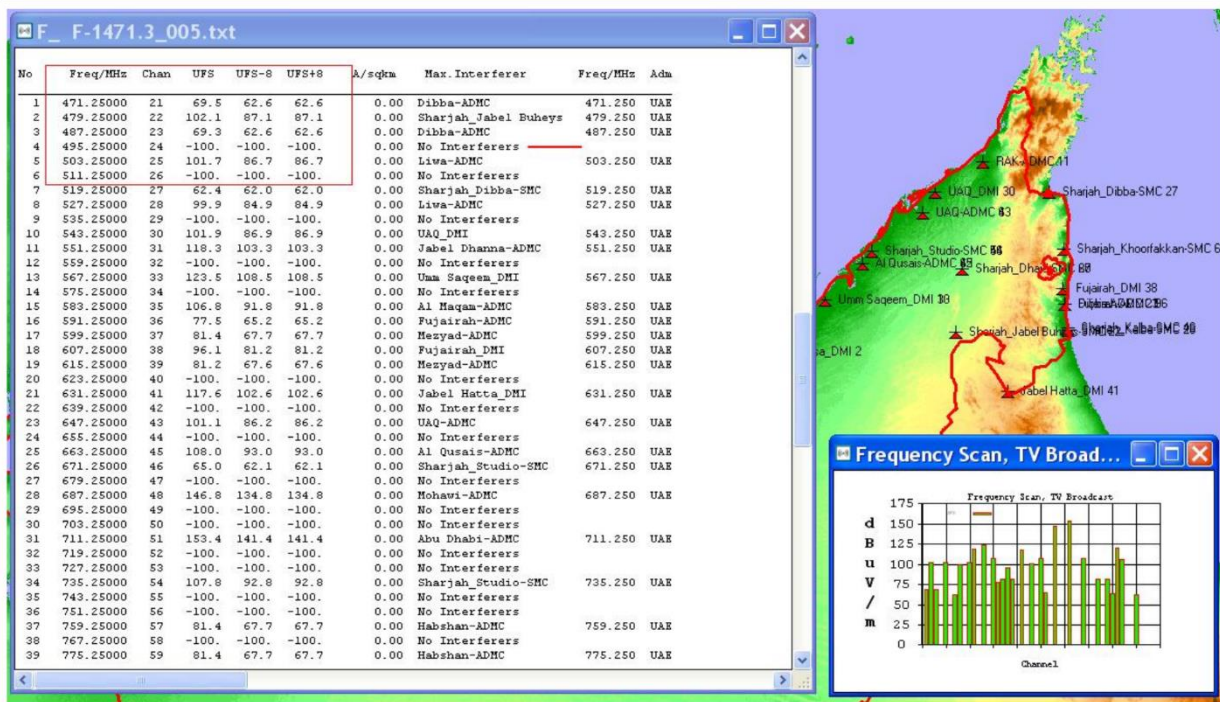 F_ F-1471.3_005.txt
No Freq/MHz Chan UFS UFS-8 UFS+8 A/sqkm Max.Interferer Freq/MHz Adm
1 471.25000 21 69.5 62.6 62.6 0.00 Dibba-ADMC 471.250 UAE
2 479.25000 22 102.1 87.1 87.1 0.00 Sharjah_Jabel Buheys 479.250 UAE
3 487.25000 23 69.3 62.6 62.6 0.00 Dibba-ADMC 487.250 UAE
4 495.25000 24 -100. -100. -100. 0.00 No Interferers
5 503.25000 25 101.7 86.7 86.7 0.00 Liwa-ADMC 503.250 UAE
6 511.25000 26 -100. -100. -100. 0.00 No Interferers
7 519.25000 27 62.4 62.0 62.0 0.00 Sharjah_Dibba-SMC 519.250 UAE
8 527.25000 28 99.9 84.9 84.9 0.00 Liwa-ADMC 527.250 UAE
9 535.25000 29 -100. -100. -100. 0.00 No Interferers
10 543.25000 30 101.9 86.9 86.9 0.00 UAQ_DMI 543.250 UAE
11 551.25000 31 118.3 103.3 103.3 0.00 Jabel Dhanna-ADMC 551.250 UAE
12 559.25000 32 -100. -100. -100. 0.00 No Interferers
13 567.25000 33 123.5 108.5 108.5 0.00 Umm Saqeem_DMI 567.250 UAE
14 575.25000 34 -100. -100. -100. 0.00 No Interferers
15 583.25000 35 106.8 91.8 91.8 0.00 Al Maqam-ADMC 583.250 UAE
16 591.25000 36 77.5 65.2 65.2 0.00 Fujairah-ADMC 591.250 UAE
17 599.25000 37 81.4 67.7 67.7 0.00 Mezyad-ADMC 599.250 UAE
18 607.25000 38 96.1 81.2 81.2 0.00 Fujairah_DMI 607.250 UAE
19 615.25000 39 81.2 67.6 67.6 0.00 Mezyad-ADMC 615.250 UAE
20 623.25000 40 -100. -100. -100. 0.00 No Interferers
21 631.25000 41 117.6 102.6 102.6 0.00 Jabel Hatta_DMI 631.250 UAE
22 639.25000 42 -100. -100. -100. 0.00 No Interferers
23 647.25000 43 101.1 86.2 86.2 0.00 UAQ-ADMC 647.250 UAE
24 655.25000 44 -100. -100. -100. 0.00 No Interferers
25 663.25000 45 108.0 93.0 93.0 0.00 Al Qusais-ADMC 663.250 UAE
26 671.25000 46 65.0 62.1 62.1 0.00 Sharjah_Studio-SMC 671.250 UAE
27 679.25000 47 -100. -100. -100. 0.00 No Interferers
28 687.25000 48 146.8 134.8 134.8 0.00 Mohawi-ADMC 687.250 UAE
29 695.25000 49 -100. -100. -100. 0.00 No Interferers
30 703.25000 50 -100. -100. -100. 0.00 No Interferers
31 711.25000 51 153.4 141.4 141.4 0.00 Abu Dhabi-ADMC 711.250 UAE
32 719.25000 52 -100. -100. -100. 0.00 No Interferers
33 727.25000 53 -100. -100. -100. 0.00 No Interferers
34 735.25000 54 107.8 92.8 92.8 0.00 Sharjah_Studio-SMC 735.250 UAE
35 743.25000 55 -100. -100. -100. 0.00 No Interferers
36 751.25000 56 -100. -100. -100. 0.00 No Interferers
37 759.25000 57 81.4 67.7 67.7 0.00 Habshan-ADMC 759.250 UAE
38 767.25000 58 -100. -100. -100. 0.00 No Interferers
39 775.25000 59 81.4 67.7 67.7 0.00 Habshan-ADMC 775.250 UAE
RAK-ADMC 11
UAQ_DMI 30
Sharjah_Dibba-SMC 27
UAQ-ADMC
Sharjah_Studio-SMC
Sharjah_Khoorfakkan-SMC 6
Al Qusais-ADMC
Sharjah_Dhaid-SMC
Fujairah_DMI 38
Umm Saqeem_DMI
Sharjah_Jabel
sa_DMI 2
Jabel Hatta_DMI 41
Frequency Scan, TV Broad...
Frequency Scan, TV Broadcast
dBuV/m
175
150
125
100
75
50
25
0
Channel